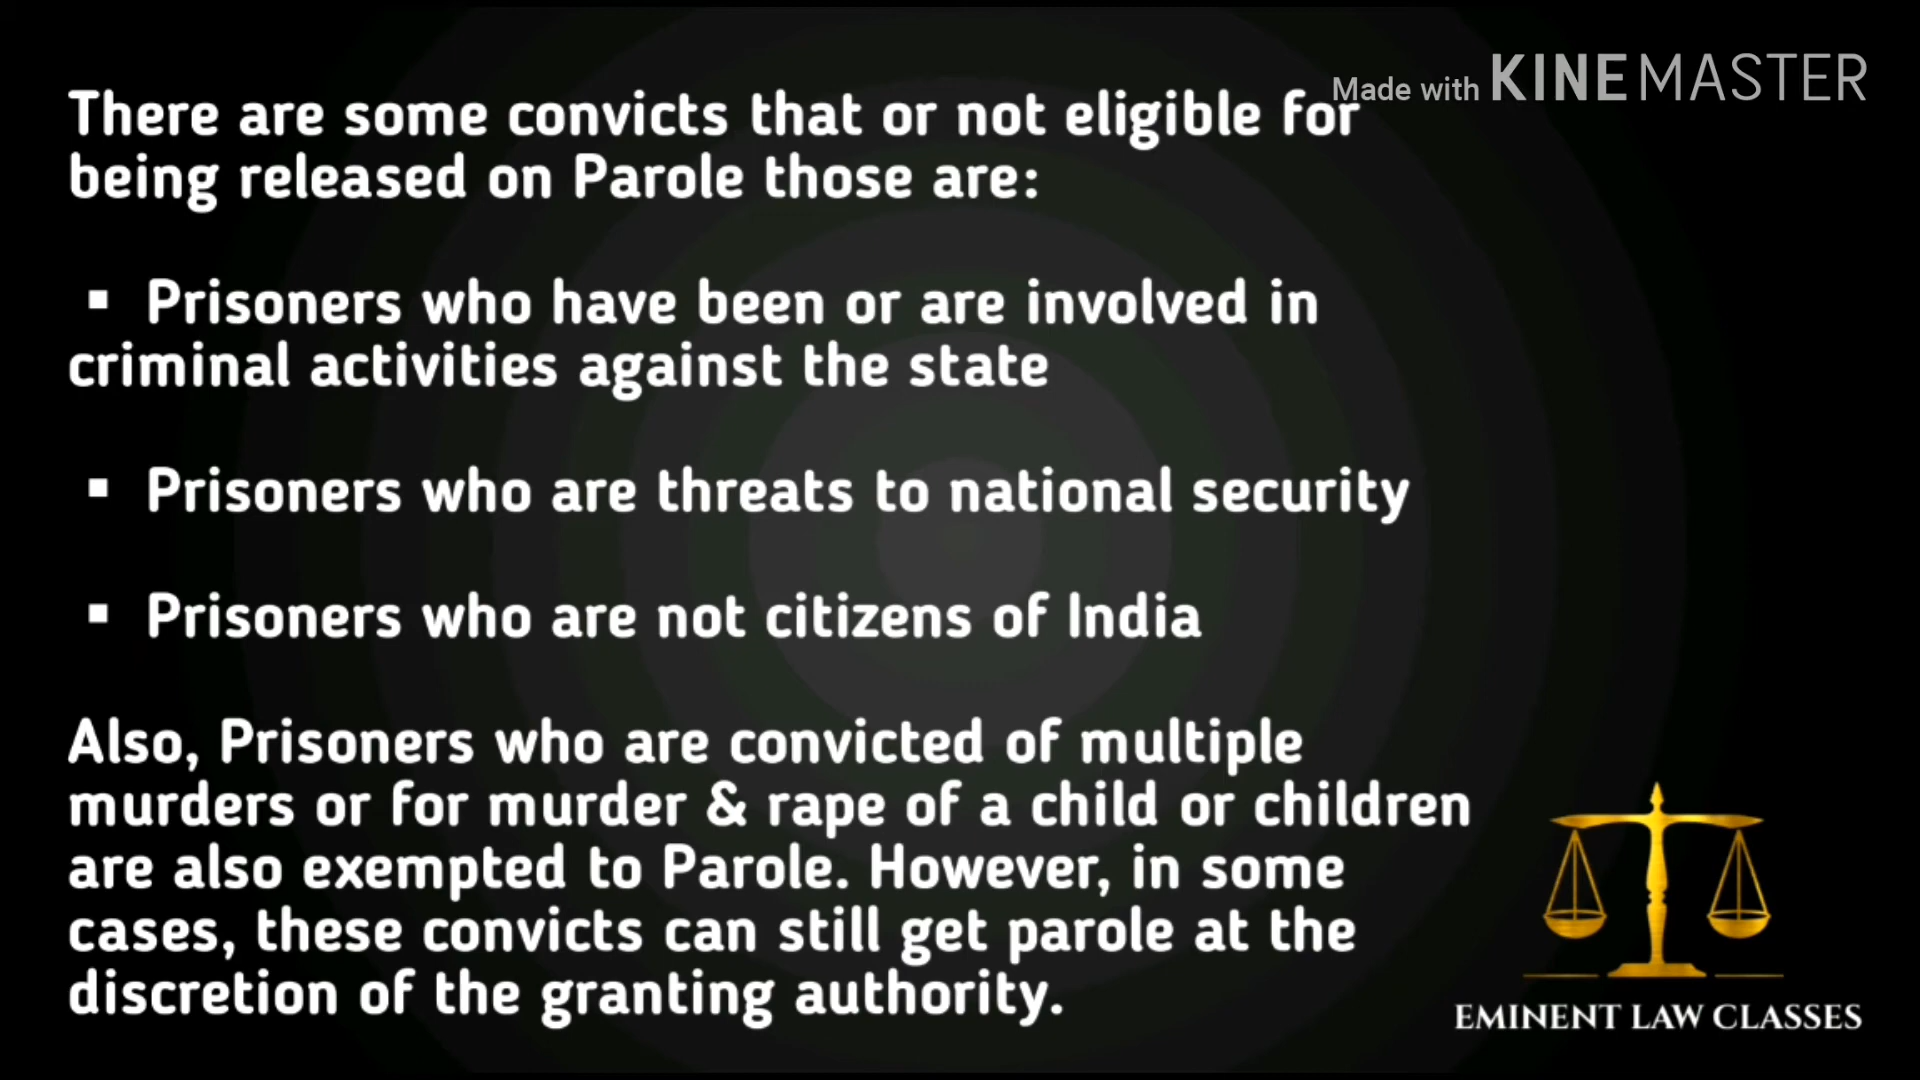 Made with KINEMASTER
There are some convicts that or not eligible for
being released on Parole those are:
▪ Prisoners who have been or are involved in
criminal activities against the state
▪ Prisoners who are threats to national security
▪ Prisoners who are not citizens of India
Also, Prisoners who are convicted of multiple
murders or for murder & rape of a child or children
are also exempted to Parole. However, in some
cases, these convicts can still get parole at the
discretion of the granting authority.
EMINENT LAW CLASSES